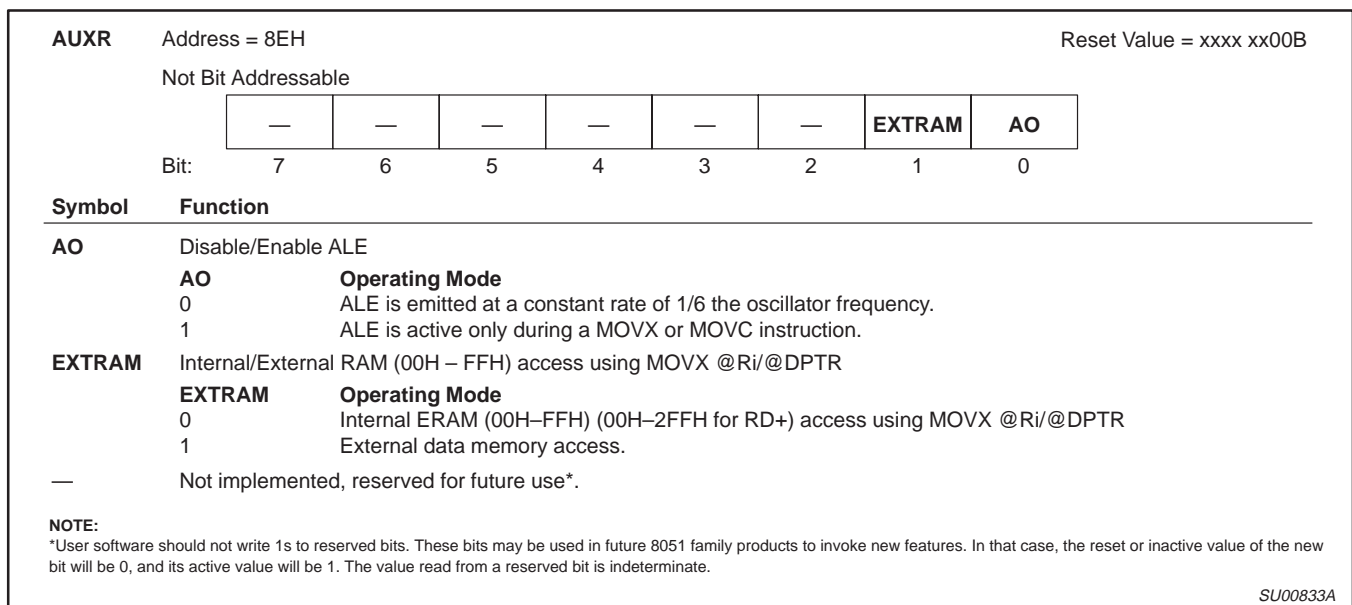 AUXR Address = 8EH Reset Value = xxxx xx00B
Not Bit Addressable
— — — — — — EXTRAM AO
Bit: 7 6 5 4 3 2 1 0
Symbol Function
AO Disable/Enable ALE
AO Operating Mode
0 ALE is emitted at a constant rate of 1/6 the oscillator frequency.
1 ALE is active only during a MOVX or MOVC instruction.
EXTRAM Internal/External RAM (00H – FFH) access using MOVX @Ri/@DPTR
EXTRAM Operating Mode
0 Internal ERAM (00H–FFH) (00H–2FFH for RD+) access using MOVX @Ri/@DPTR
1 External data memory access.
— Not implemented, reserved for future use*.
NOTE:
*User software should not write 1s to reserved bits. These bits may be used in future 8051 family products to invoke new features. In that case, the reset or inactive value of the new
bit will be 0, and its active value will be 1. The value read from a reserved bit is indeterminate.
SU00833A